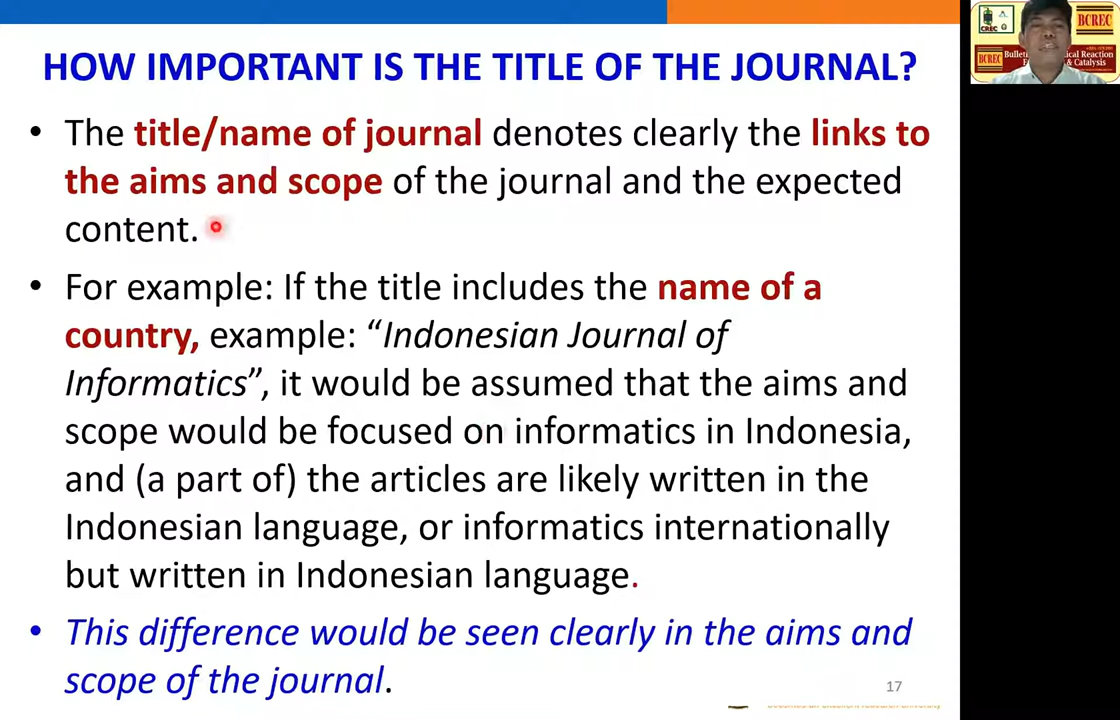 HOW IMPORTANT IS THE TITLE OF THE JOURNAL?
• The title/name of journal denotes clearly the links to
the aims and scope of the journal and the expected
content.
• For example: If the title includes the name of a
country, example: “Indonesian Journal of
Informatics”, it would be assumed that the aims and
scope would be focused on informatics in Indonesia,
and (a part of) the articles are likely written in the
Indonesian language, or informatics internationally
but written in Indonesian language.
• This difference would be seen clearly in the aims and
scope of the journal.
17
CREC
BCREC
BCREC